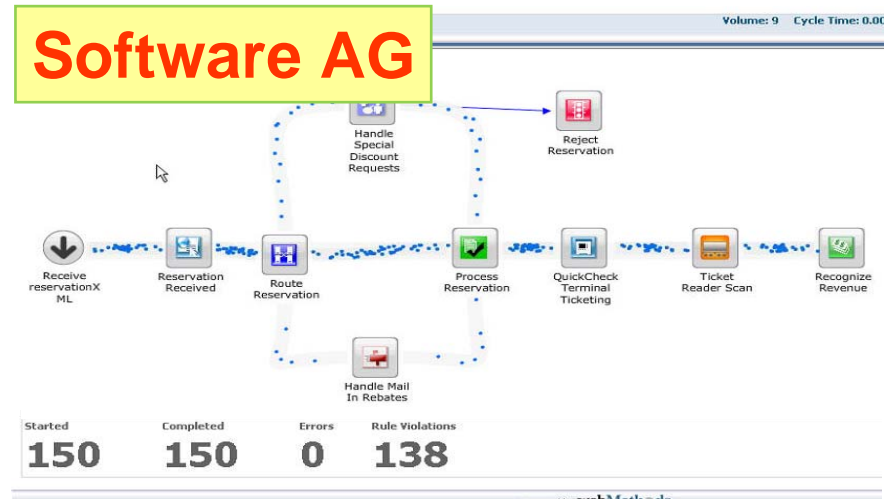 Volume: 9 Cycle Time: 0.00
Software AG
Handle
Special
Discount
Requests
Reject
Reservation
Receive
reservationX
ML
Reservation
Received
Route
Reservation
Process
Reservation
QuickCheck
Terminal
Ticketing
Ticket
Reader Scan
Recognize
Revenue
Handle Mail
In Rebates
Started Completed Errors Rule Violations
150 150 0 138
webMethods